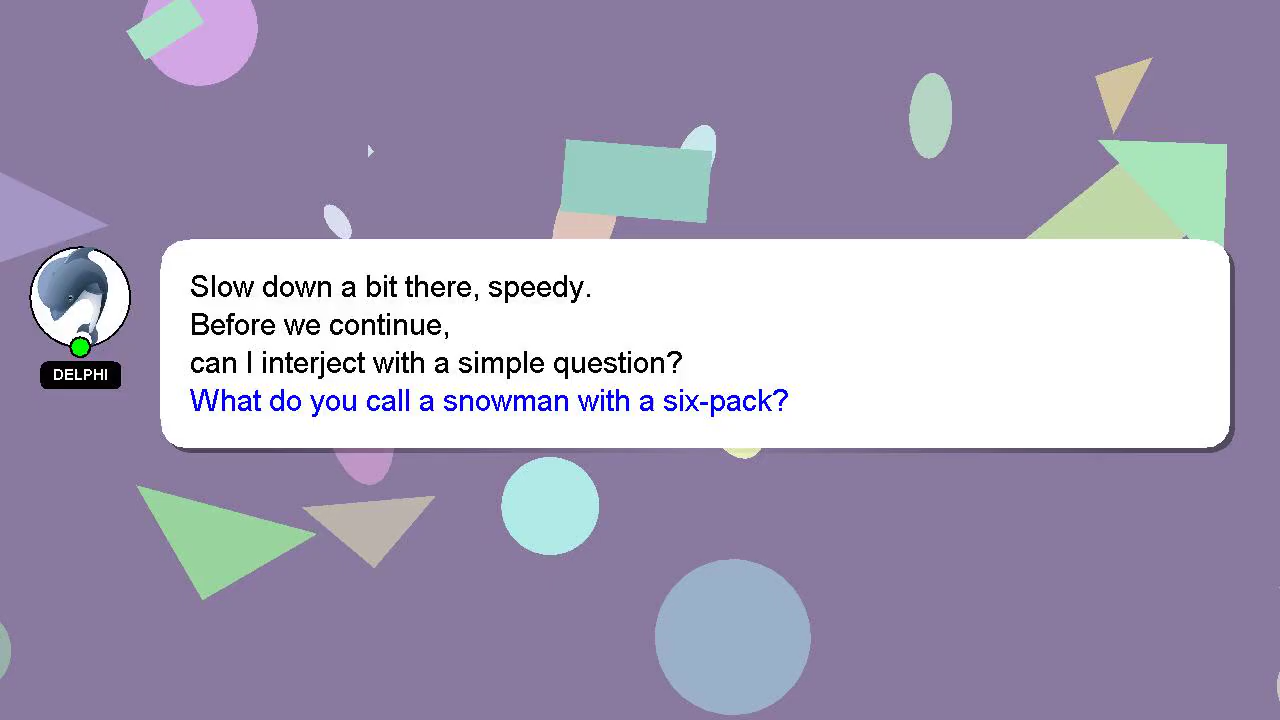 Slow down a bit there, speedy.
Before we continue,
can I interject with a simple question?
What do you call a snowman with a six-pack?
DELPHI